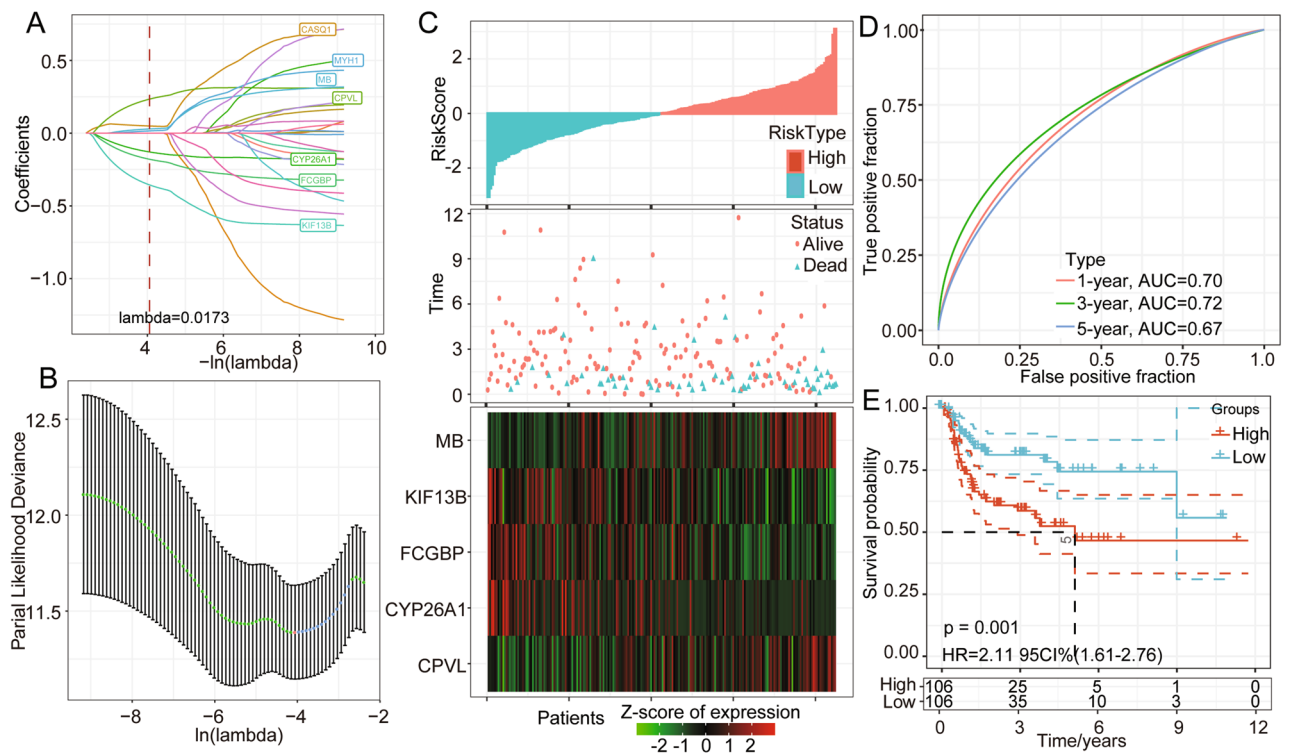 A
CASQ1
MYH1
MB
CPVL
CYP26A1
FCGBP
KIF13B
0.5
0.0
−0.5
−1.0
Coefficients
lambda=0.0173
4 6 8 10
−ln(lambda)
B
12.5
12.0
11.5
Parial Likelihood Deviance
−8 −6 −4 −2
ln(lambda)
C
2
0
-2
RiskScore
RiskType
High
Low
12
9
6
3
0
Time
Status
Alive
Dead
MB
KIF13B
FCGBP
CYP26A1
CPVL
Patients
Z-score of expression
-2 -1 0 1 2
D
1.00
0.75
0.50
0.25
0.00
True positive fraction
Type
1-year, AUC=0.70
3-year, AUC=0.72
5-year, AUC=0.67
0.0 0.25 0.5 0.75 1.0
False positive fraction
E
1.00
0.75
0.50
0.25
0.00
Survival probability
Groups
High
Low
5
p = 0.001
HR=2.11 95CI%(1.61-2.76)
High 106 25 5 1 0
Low 106 35 10 3 0
0 3 6 9 12
Time/years